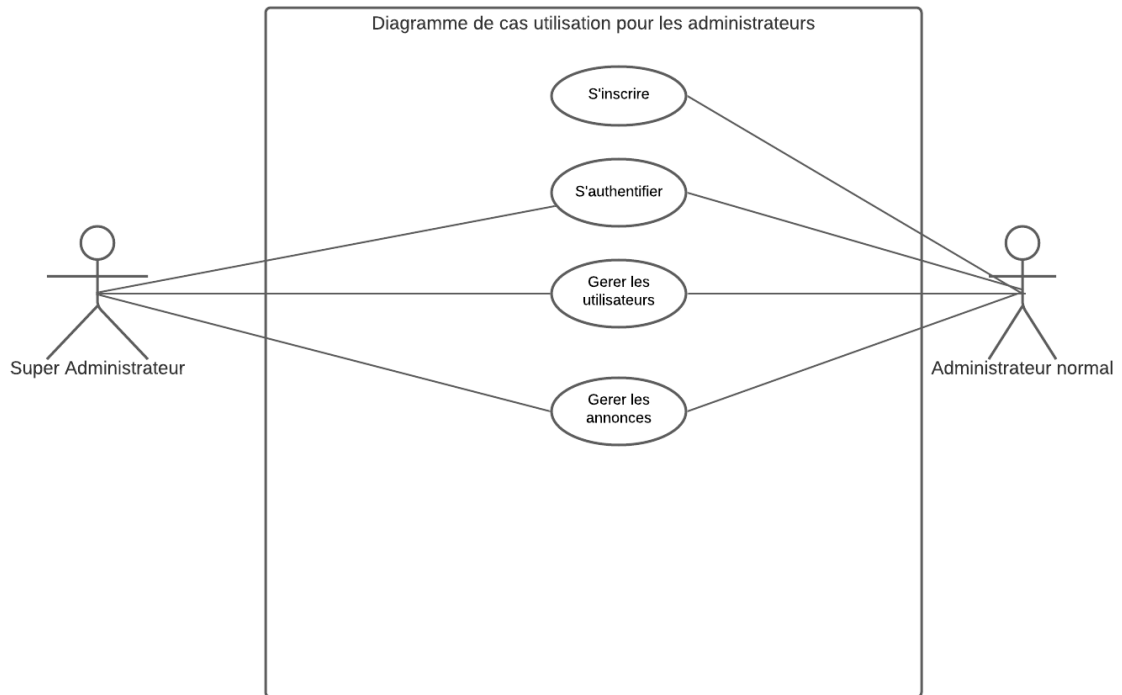 Diagramme de cas utilisation pour les administrateurs
S'inscrire
S'authentifier
Gerer les
utilisateurs
Super Administrateur
Administrateur normal
Gerer les
annonces